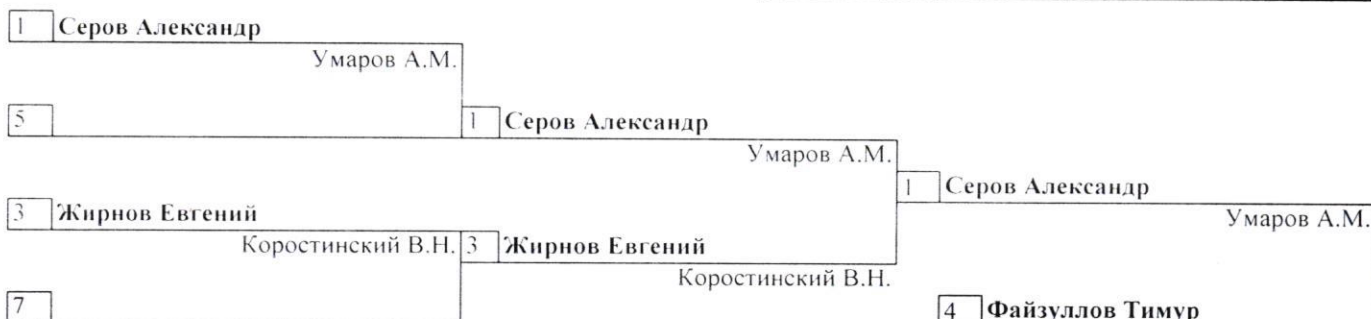 1 Серов Александр
Умаров А.М.
5
1 Серов Александр
Умаров А.М.
1 Серов Александр
Умаров А.М.
3 Жирнов Евгений
Коростинский В.Н.
3 Жирнов Евгений
Коростинский В.Н.
7
4 Файзуллов Тимур